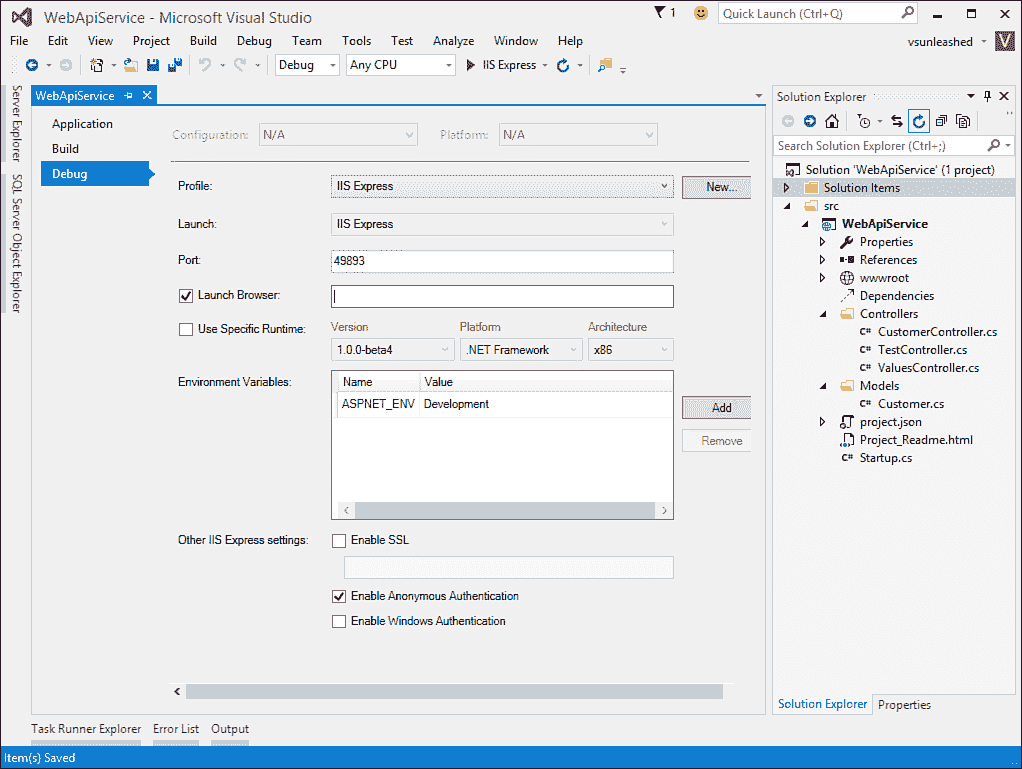 WebApiService - Microsoft Visual Studio
1
Quick Launch (Ctrl+Q)
File Edit View Project Build Debug Team Tools Test Analyze Window Help
vsunleashed
V
Debug
Any CPU
IIS Express
Server Explorer
SQL Server Object Explorer
WebApiService
Application
Build
Debug
Configuration: N/A Platform: N/A
Profile: IIS Express New...
Launch: IIS Express
Port: 49893
Launch Browser:
Use Specific Runtime: Version Platform Architecture
1.0.0-beta4 .NET Framework x86
Environment Variables: Name Value
ASPNET_ENV Development
Add
Remove
Other IIS Express settings: Enable SSL
Enable Anonymous Authentication
Enable Windows Authentication
Solution Explorer
Search Solution Explorer (Ctrl+;)
Solution 'WebApiService' (1 project)
Solution Items
src
WebApiService
Properties
References
wwwroot
Dependencies
Controllers
C# CustomerController.cs
C# TestController.cs
C# ValuesController.cs
Models
C# Customer.cs
project.json
Project_Readme.html
C# Startup.cs
Solution Explorer Properties
Task Runner Explorer Error List Output
Item(s) Saved